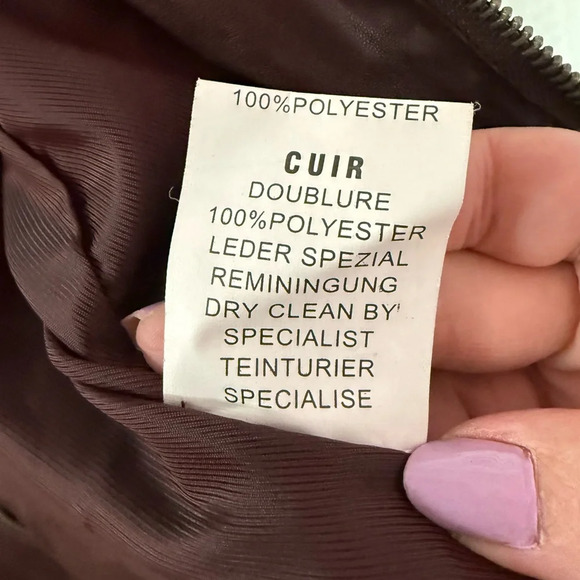 100%POLYESTER
CUIR
DOUBLURE
100%POLYESTER
LEDER SPEZIAL
REMININGUNG
DRY CLEAN BY
SPECIALIST
TEINTURIER
SPECIALISE